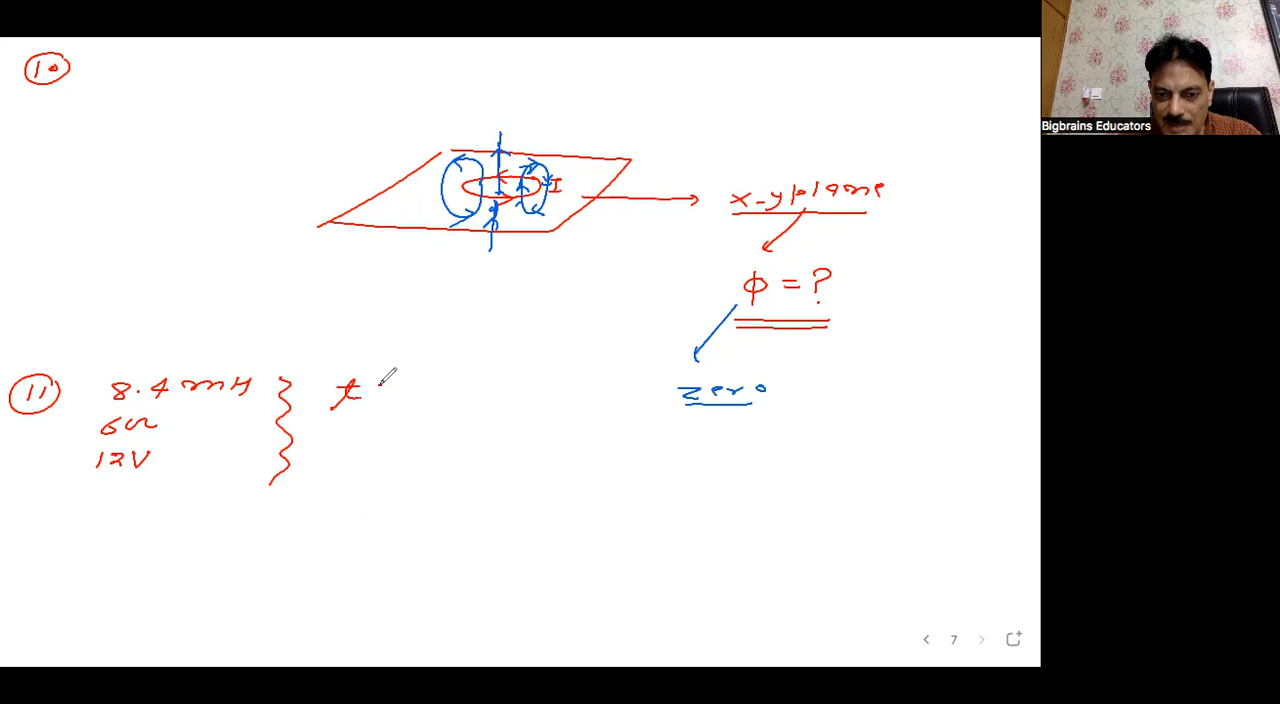 10
I
x-y plane
φ = ?
zero
11 8.4 mH t
6Ω
12V
Bigbrains Educators
7